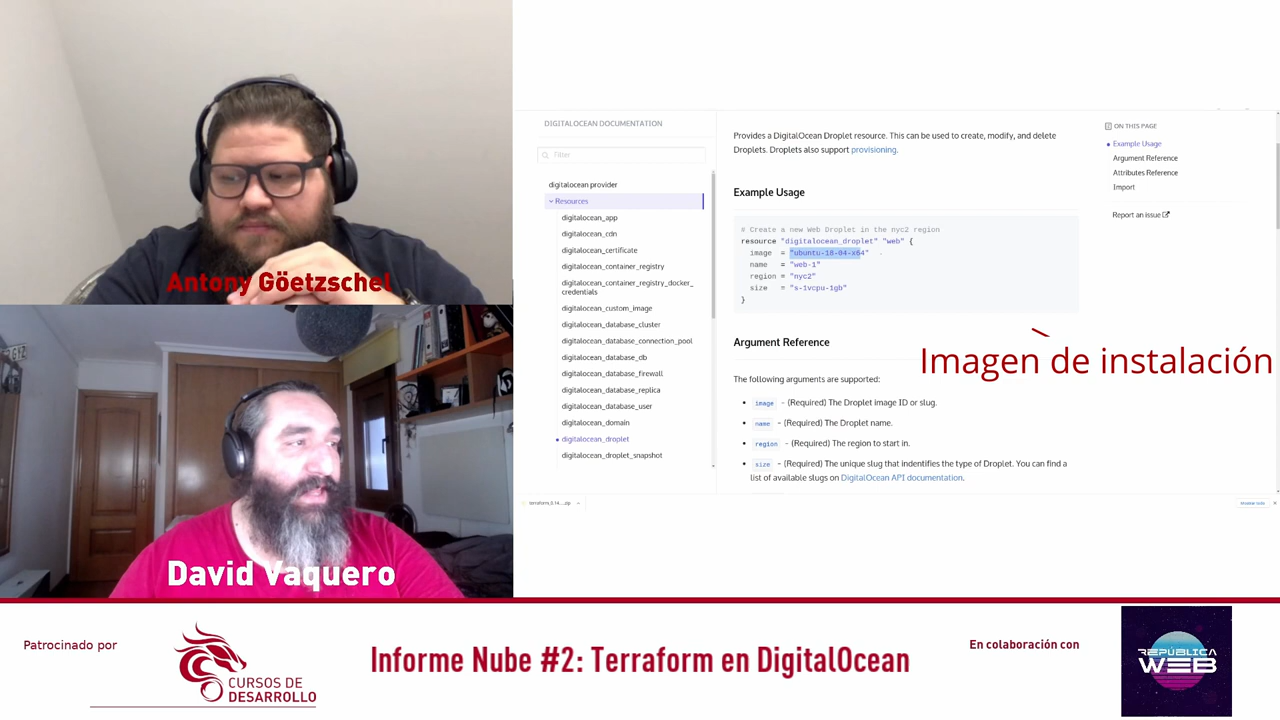 Antony Göetzschel
David Vaquero
DIGITALOCEAN DOCUMENTATION
Filter
digitalocean provider
Resources
digitalocean_app
digitalocean_cdn
digitalocean_certificate
digitalocean_container_registry
digitalocean_container_registry_docker_
credentials
digitalocean_custom_image
digitalocean_database_cluster
digitalocean_database_connection_pool
digitalocean_database_db
digitalocean_database_firewall
digitalocean_database_replica
digitalocean_database_user
digitalocean_domain
digitalocean_droplet
digitalocean_droplet_snapshot
Provides a DigitalOcean Droplet resource. This can be used to create, modify, and delete
Droplets. Droplets also support provisioning.
Example Usage
# Create a new Web Droplet in the nyc2 region
resource "digitalocean_droplet" "web" {
image = "ubuntu-18-04-x64"
name = "web-1"
region = "nyc2"
size = "s-1vcpu-1gb"
}
Argument Reference
The following arguments are supported:
image - (Required) The Droplet image ID or slug.
name - (Required) The Droplet name.
region - (Required) The region to start in.
size - (Required) The unique slug that indentifies the type of Droplet. You can find a
list of available slugs on DigitalOcean API documentation.
ON THIS PAGE
Example Usage
Argument Reference
Attributes Reference
Import
Report an issue
Imagen de instalación
terraform_0.14....zip
Patrocinado por
CURSOS DE
DESARROLLO
Informe Nube #2: Terraform en DigitalOcean
En colaboración con
REPÚBLICA
WEB